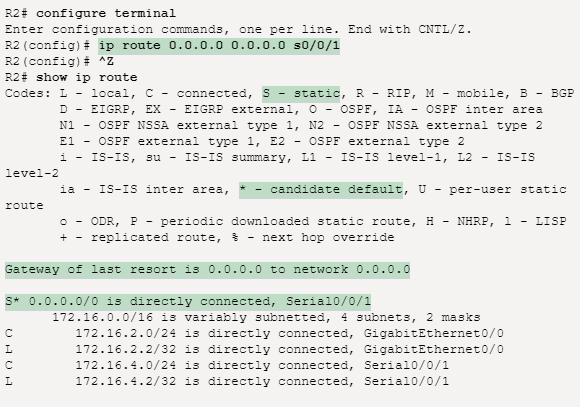 R2# configure terminal
Enter configuration commands, one per line. End with CNTL/Z.
R2(config)# ip route 0.0.0.0 0.0.0.0 s0/0/1
R2(config)# ^Z
R2# show ip route
Codes: L - local, C - connected, S - static, R - RIP, M - mobile, B - BGP
D - EIGRP, EX - EIGRP external, O - OSPF, IA - OSPF inter area
N1 - OSPF NSSA external type 1, N2 - OSPF NSSA external type 2
E1 - OSPF external type 1, E2 - OSPF external type 2
i - IS-IS, su - IS-IS summary, L1 - IS-IS level-1, L2 - IS-IS
level-2
ia - IS-IS inter area, * - candidate default, U - per-user static
route
o - ODR, P - periodic downloaded static route, H - NHRP, l - LISP
+ - replicated route, % - next hop override
Gateway of last resort is 0.0.0.0 to network 0.0.0.0
S* 0.0.0.0/0 is directly connected, Serial0/0/1
172.16.0.0/16 is variably subnetted, 4 subnets, 2 masks
C 172.16.2.0/24 is directly connected, GigabitEthernet0/0
L 172.16.2.2/32 is directly connected, GigabitEthernet0/0
C 172.16.4.0/24 is directly connected, Serial0/0/1
L 172.16.4.2/32 is directly connected, Serial0/0/1